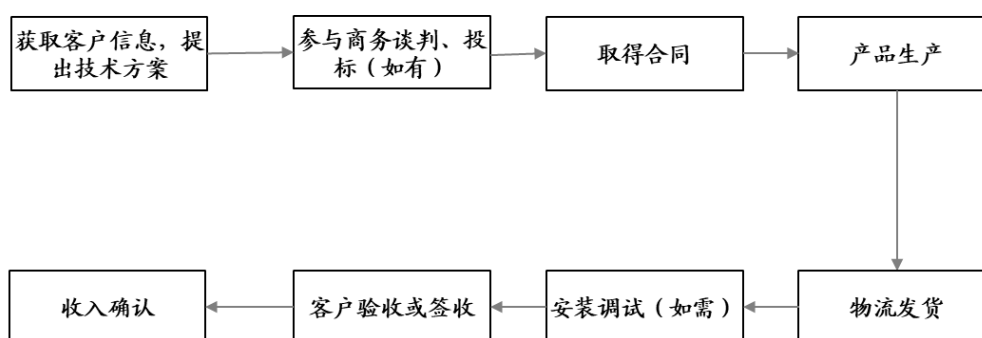 获取客户信息，提
出技术方案
参与商务谈判、投
标（如有）
取得合同
产品生产
物流发货
安装调试（如需）
客户验收或签收
收入确认